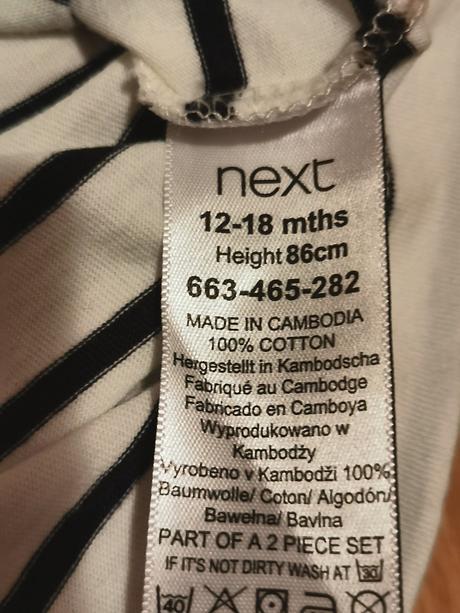 next
12-18 mths
Height 86cm
663-465-282
MADE IN CAMBODIA
100% COTTON
Hergestellt in Kambodscha
Fabriqué au Cambodge
Fabricado en Camboya
Wyprodukowano w
Kambodży
Vyrobeno v Kambodži 100%
Baumwolle/ Coton/ Algodón/
Bawełna/ Bavlna
PART OF A 2 PIECE SET
IF IT'S NOT DIRTY WASH AT 30
40